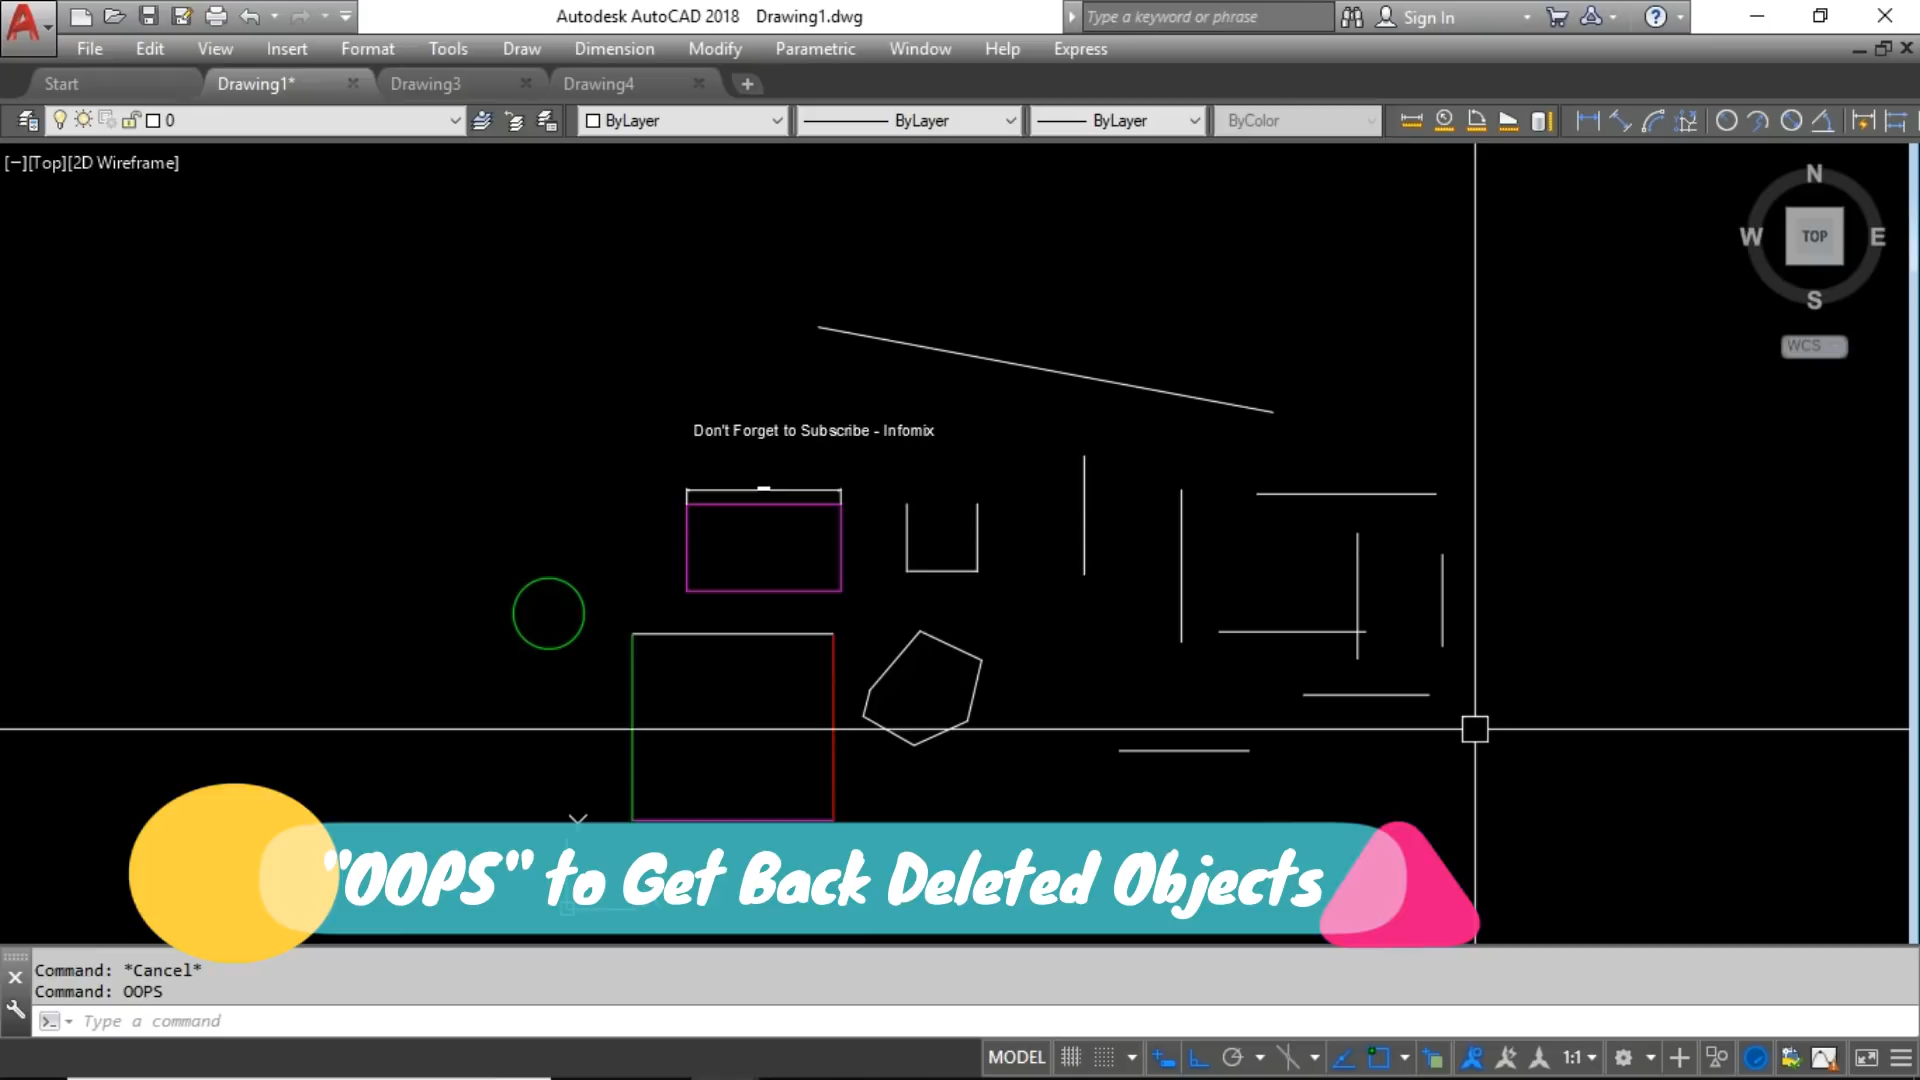 Autodesk AutoCAD 2018 Drawing1.dwg
Type a keyword or phrase
Sign In
File Edit View Insert Format Tools Draw Dimension Modify Parametric Window Help Express
Start Drawing1* Drawing3 Drawing4
0 ByLayer ByLayer ByLayer ByColor
[−][Top][2D Wireframe]
N
W TOP E
S
WCS
Don't Forget to Subscribe - Infomix
"OOPS" to Get Back Deleted Objects
Command: *Cancel*
Command: OOPS
Type a command
MODEL 1:1